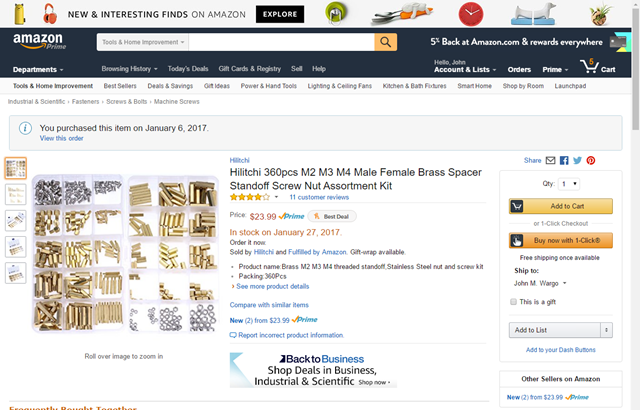 NEW & INTERESTING FINDS ON AMAZON EXPLORE
amazon
Prime
Tools & Home Improvement
5% Back at Amazon.com & rewards everywhere
Departments
Browsing History Today's Deals Gift Cards & Registry Sell Help
Hello, John
Account & Lists Orders Prime 5 Cart
Tools & Home Improvement Best Sellers Deals & Savings Gift Ideas Power & Hand Tools Lighting & Ceiling Fans Kitchen & Bath Fixtures Smart Home Shop by Room Launchpad
Industrial & Scientific › Fasteners › Screws & Bolts › Machine Screws
You purchased this item on January 6, 2017.
View this order
Hilitchi
Hilitchi 360pcs M2 M3 M4 Male Female Brass Spacer
Standoff Screw Nut Assortment Kit
11 customer reviews
Price: $23.99 Prime Best Deal
In stock on January 27, 2017.
Order it now.
Sold by Hilitchi and Fulfilled by Amazon. Gift-wrap available.
• Product name:Brass M2 M3 M4 threaded standoff,Stainless Steel nut and screw kit
• Packing:360Pcs
› See more product details
Compare with similar items
New (2) from $23.99 Prime
Report incorrect product information.
Back to Business
Shop Deals in Business,
Industrial & Scientific Shop now ›
Roll over image to zoom in
Frequently Bought Together
Share
Qty: 1
Add to Cart
or 1-Click Checkout
Buy now with 1-Click®
Free shipping once available
Ship to:
John M. Wargo
This is a gift
Add to List
Add to your Dash Buttons
Other Sellers on Amazon
New (2) from $23.99 Prime